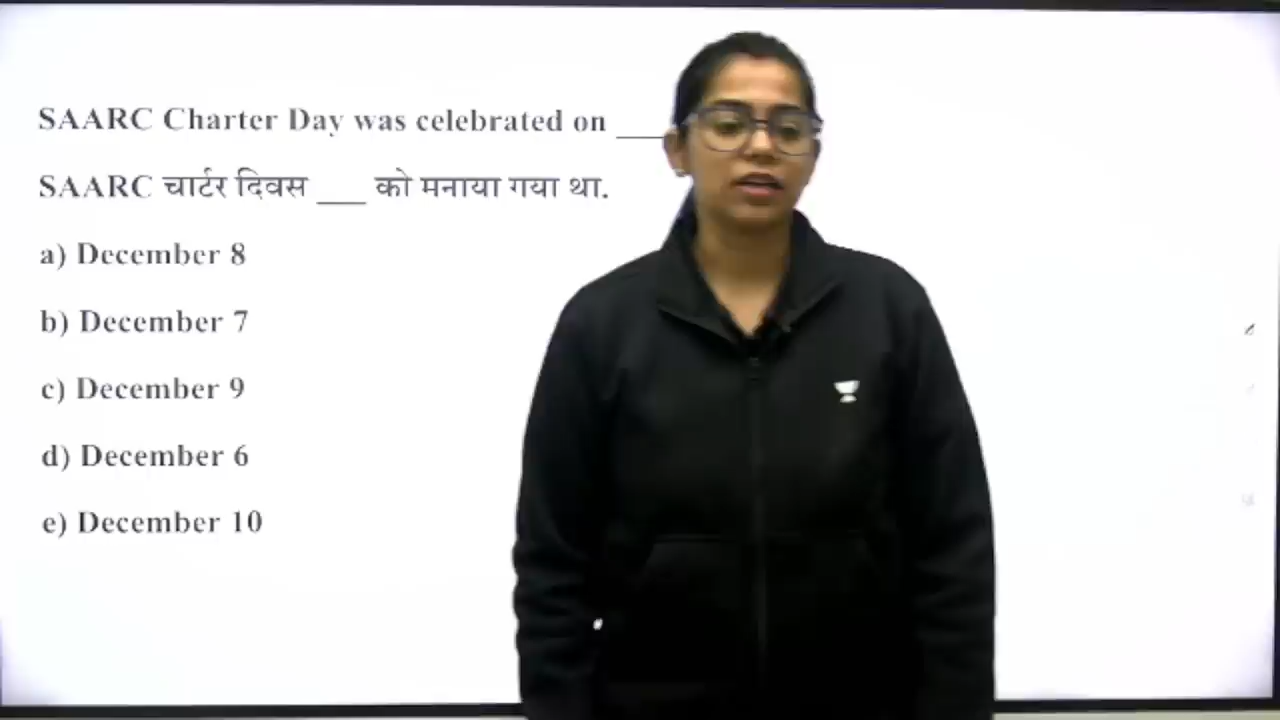 SAARC Charter Day was celebrated on ____
SAARC चार्टर दिवस ___ को मनाया गया था.
a) December 8
b) December 7
c) December 9
d) December 6
e) December 10